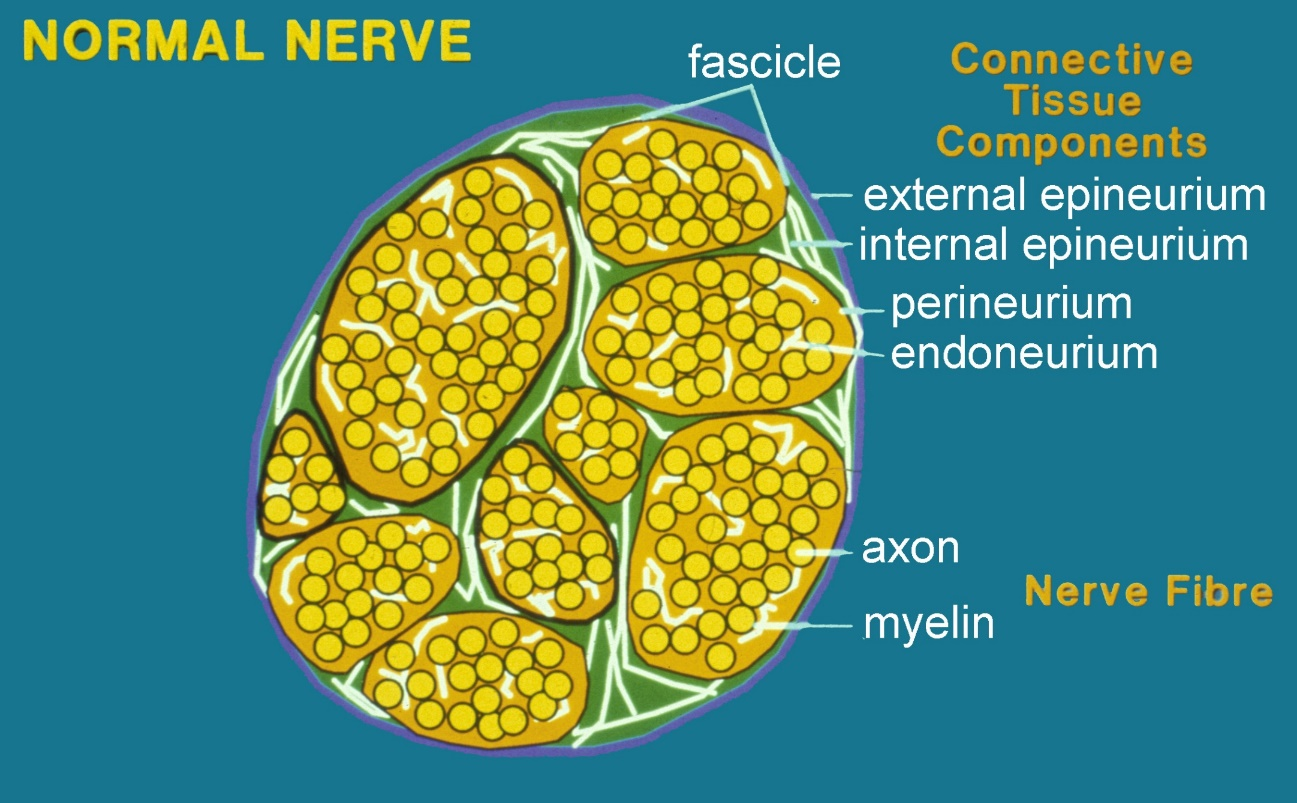 NORMAL NERVE
fascicle
Connective
Tissue
Components
external epineurium
internal epineurium
perineurium
endoneurium
axon
Nerve Fibre
myelin